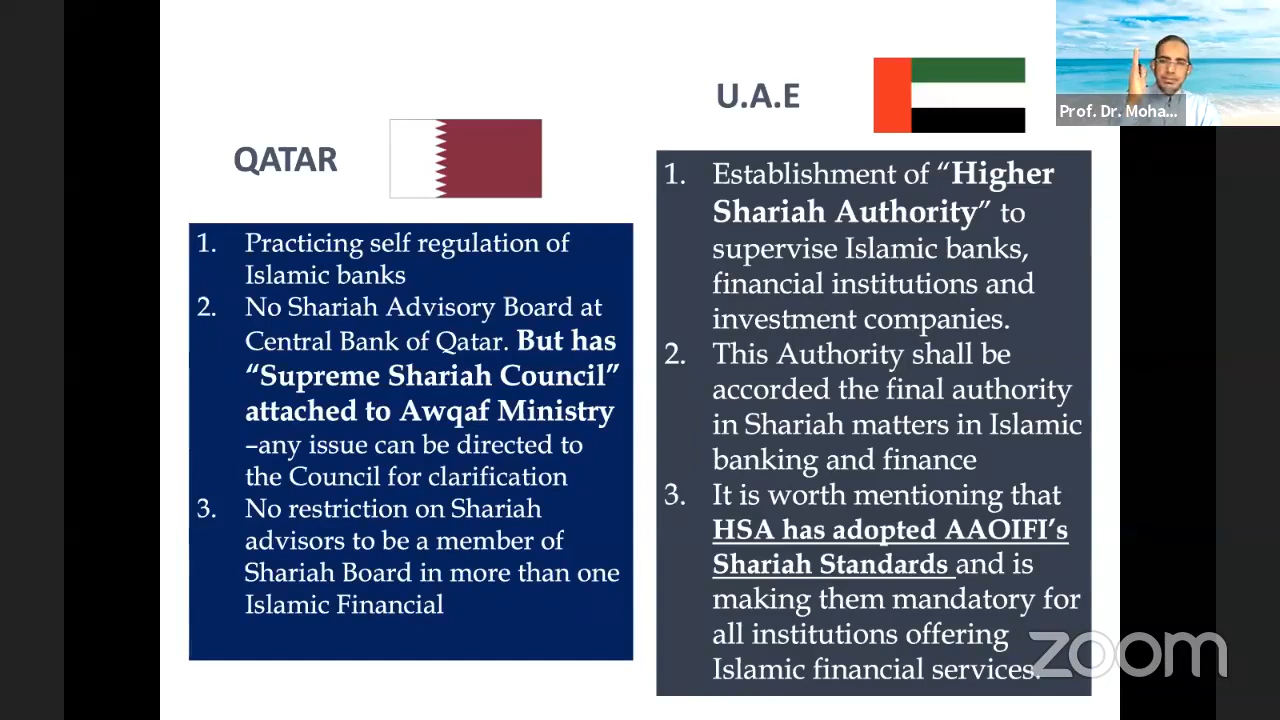 QATAR
1. Practicing self regulation of
Islamic banks
2. No Shariah Advisory Board at
Central Bank of Qatar. But has
“Supreme Shariah Council”
attached to Awqaf Ministry
–any issue can be directed to
the Council for clarification
3. No restriction on Shariah
advisors to be a member of
Shariah Board in more than one
Islamic Financial
U.A.E
1. Establishment of “Higher
Shariah Authority” to
supervise Islamic banks,
financial institutions and
investment companies.
2. This Authority shall be
accorded the final authority
in Shariah matters in Islamic
banking and finance
3. It is worth mentioning that
HSA has adopted AAOIFI’s
Shariah Standards and is
making them mandatory for
all institutions offering
Islamic financial services.
Prof. Dr. Moha...
zoom